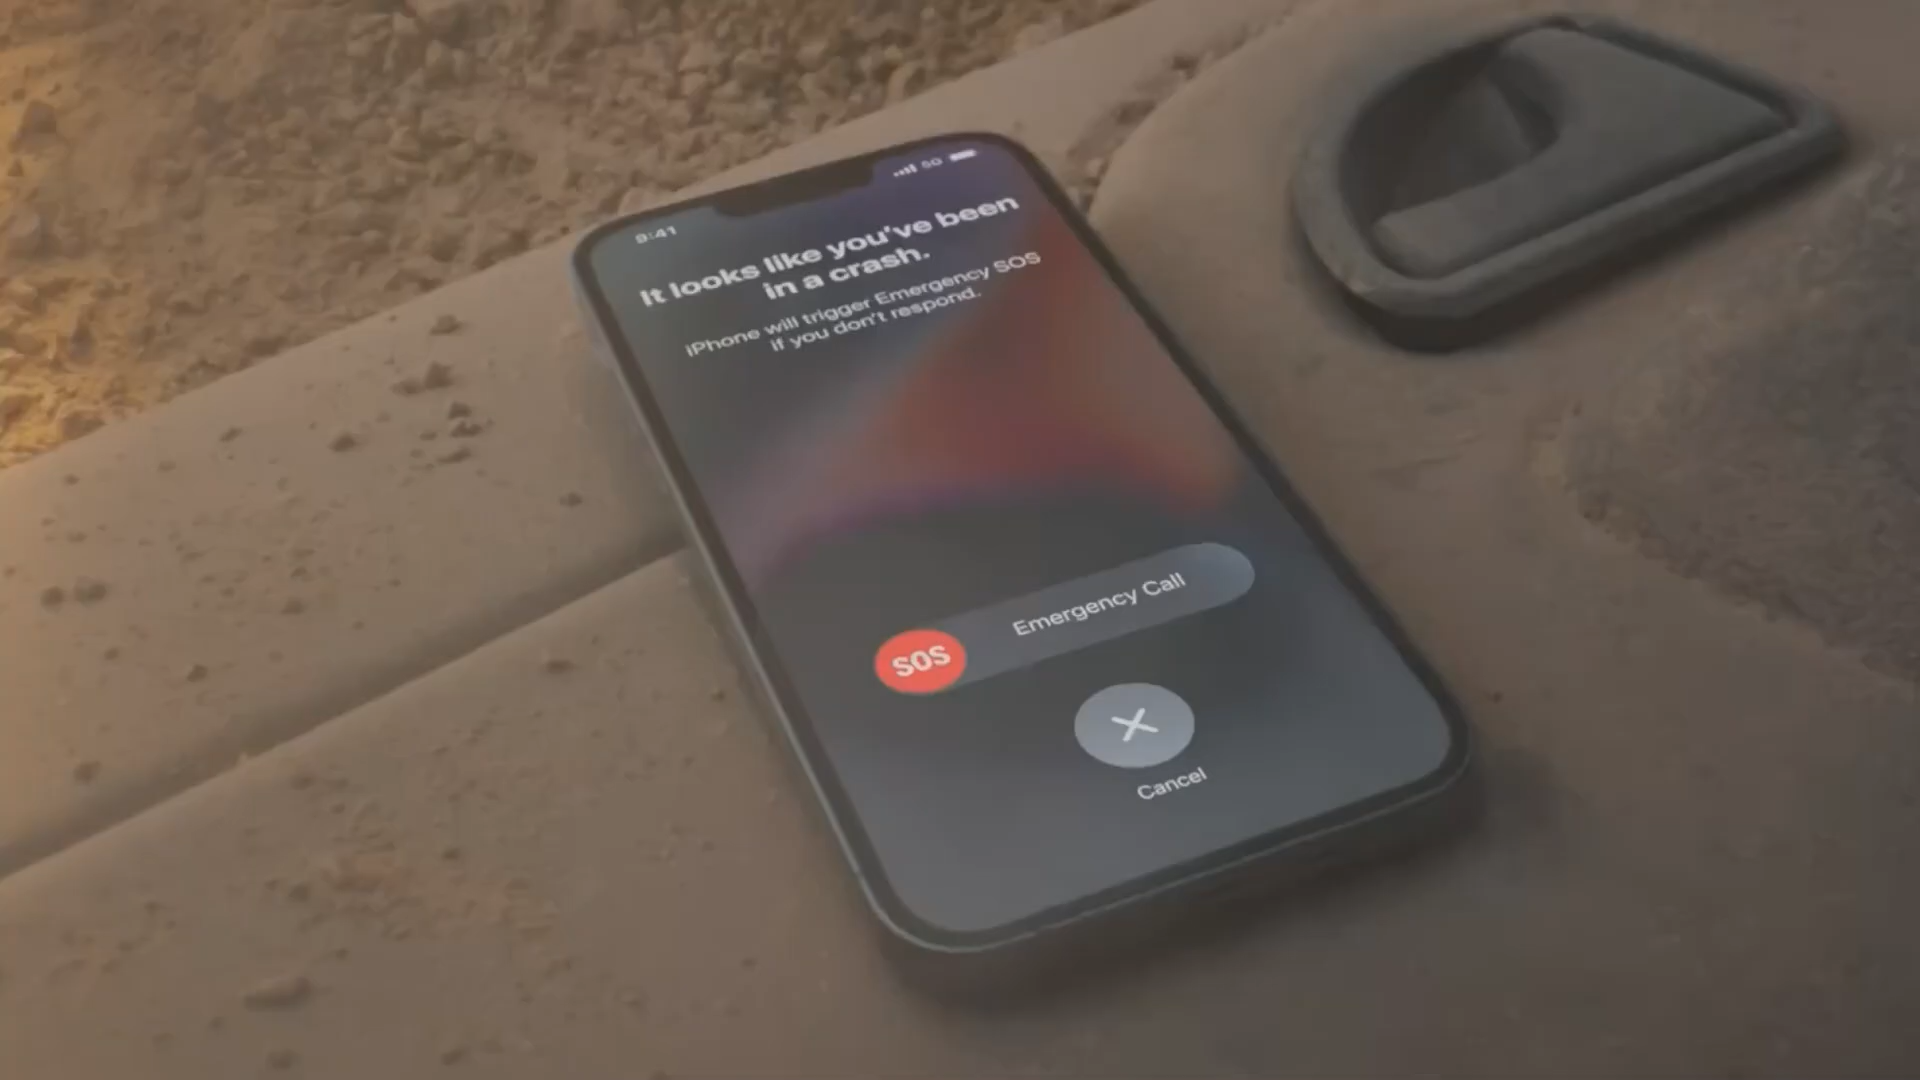 9:41
5G
It looks like you've been
in a crash.
iPhone will trigger Emergency SOS
if you don't respond.
SOS
Emergency Call
Cancel